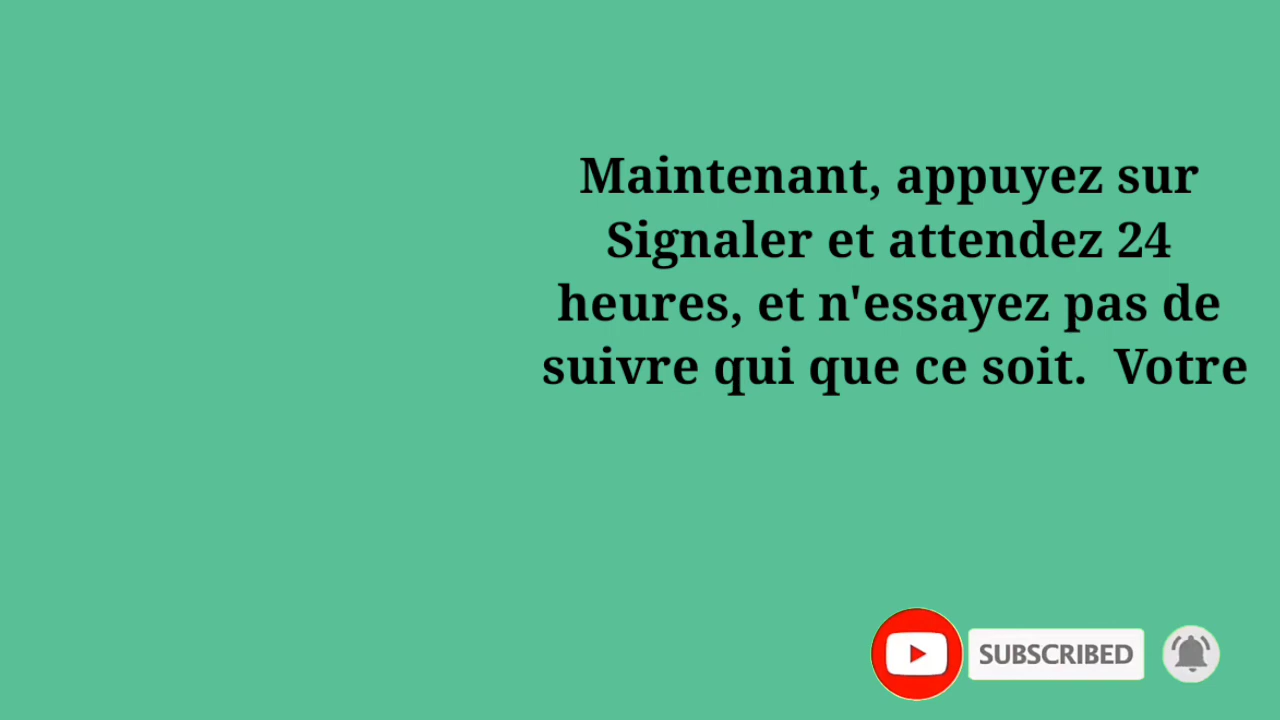 Maintenant, appuyez sur
Signaler et attendez 24
heures, et n'essayez pas de
suivre qui que ce soit.  Votre
SUBSCRIBED